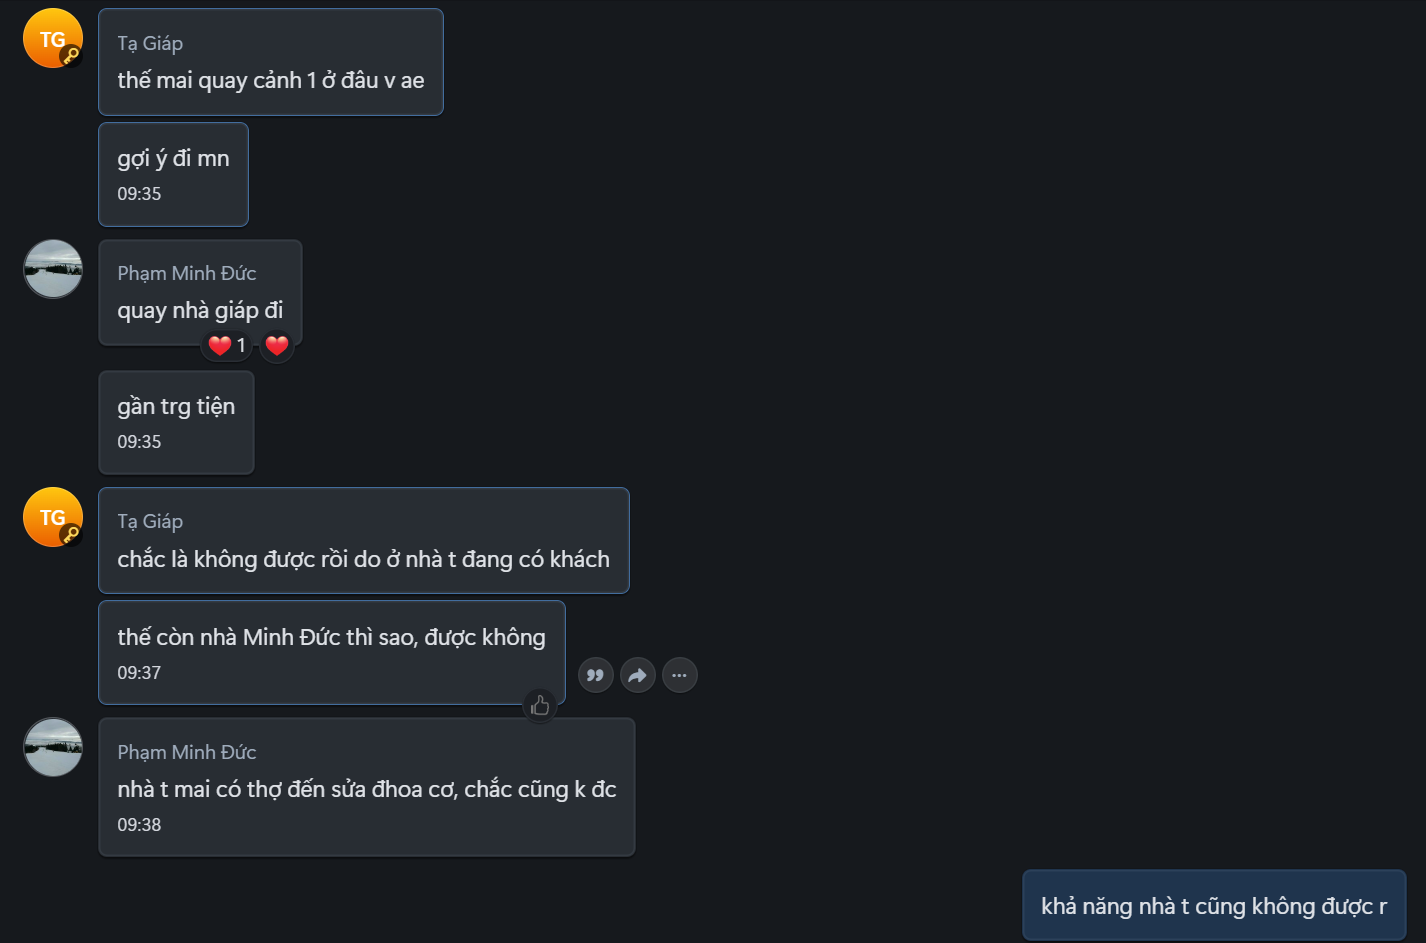 TG
Tạ Giáp
thế mai quay cảnh 1 ở đâu v ae
gợi ý đi mn
09:35
Phạm Minh Đức
quay nhà giáp đi
1
gần trg tiện
09:35
TG
Tạ Giáp
chắc là không được rồi do ở nhà t đang có khách
thế còn nhà Minh Đức thì sao, được không
09:37
Phạm Minh Đức
nhà t mai có thợ đến sửa đhoa cơ, chắc cũng k đc
09:38
khả năng nhà t cũng không được r